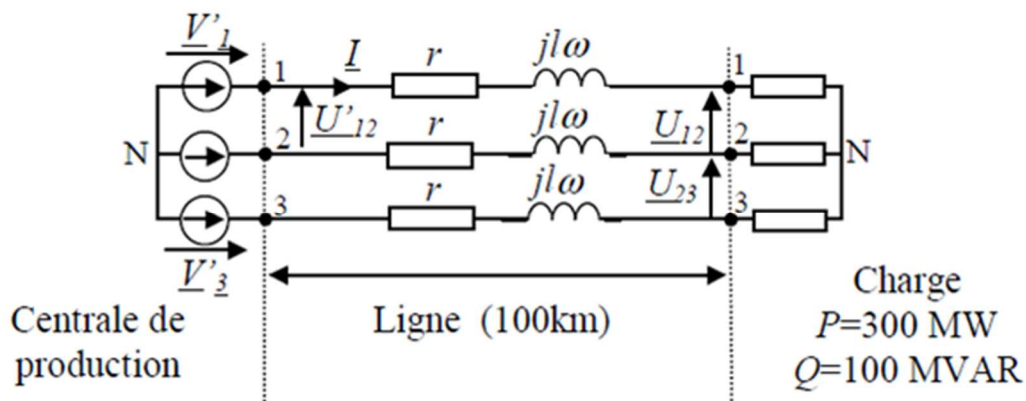 V'1
I
r
jlω
1
1
U'12
jlω
N
2
r
U12
2
N
jlω
3
r
U23
3
V'3
Ligne (100km)
Centrale de
production
Charge
P=300 MW
Q=100 MVAR